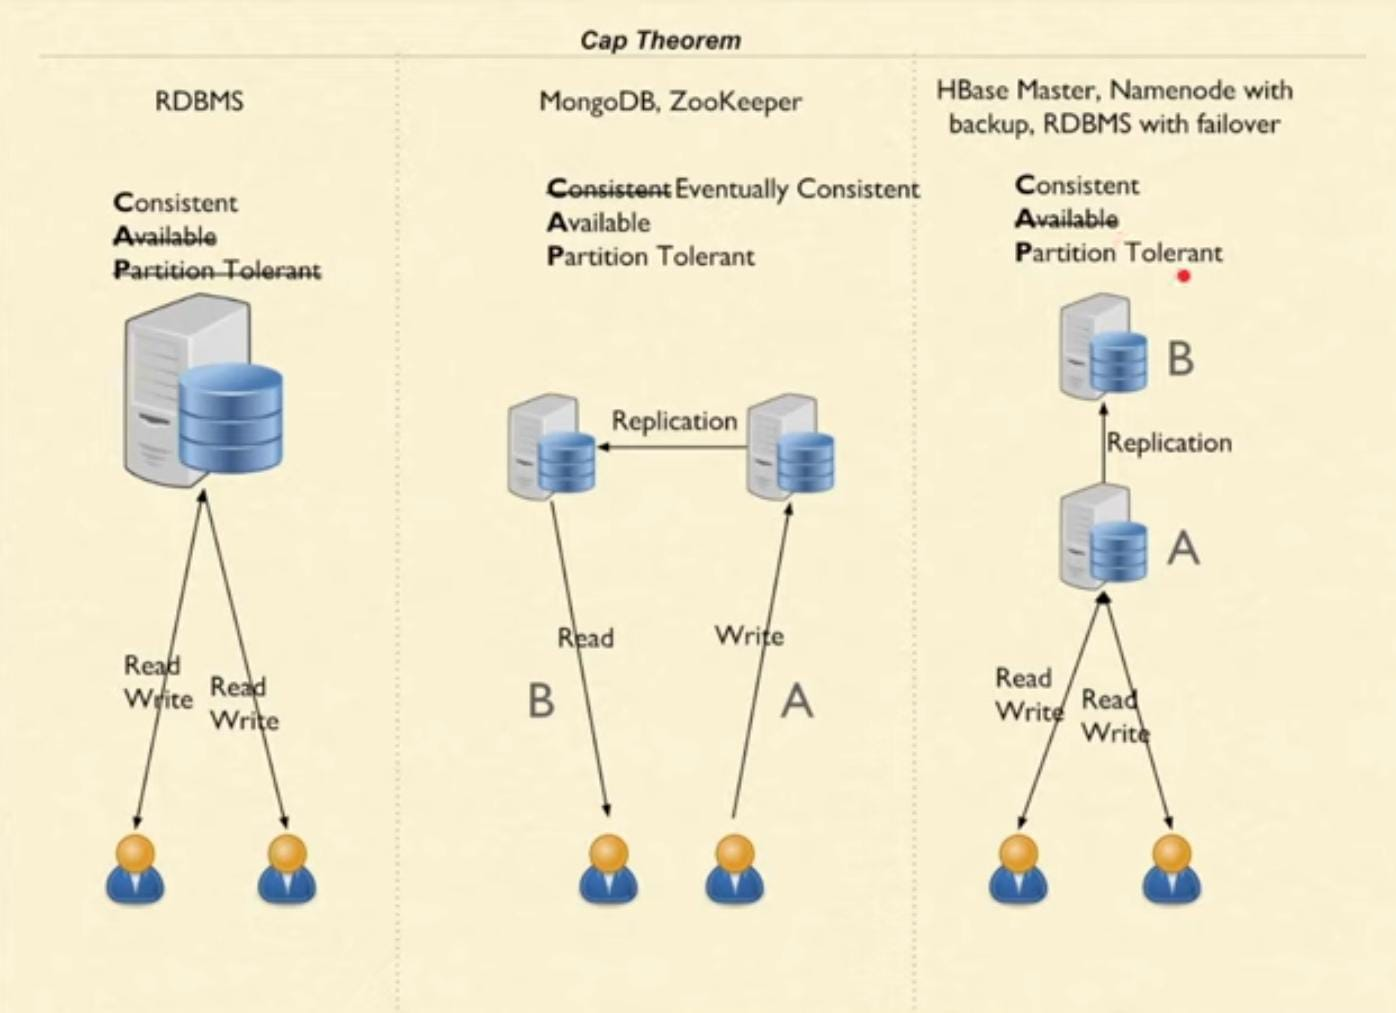 Cap Theorem
RDBMS
Consistent
Available
Partition Tolerant
Read
Write
Read
Write
MongoDB, ZooKeeper
Consistent Eventually Consistent
Available
Partition Tolerant
Replication
Read
Write
B
A
HBase Master, Namenode with
backup, RDBMS with failover
Consistent
Available
Partition Tolerant
B
Replication
A
Read
Write
Read
Write